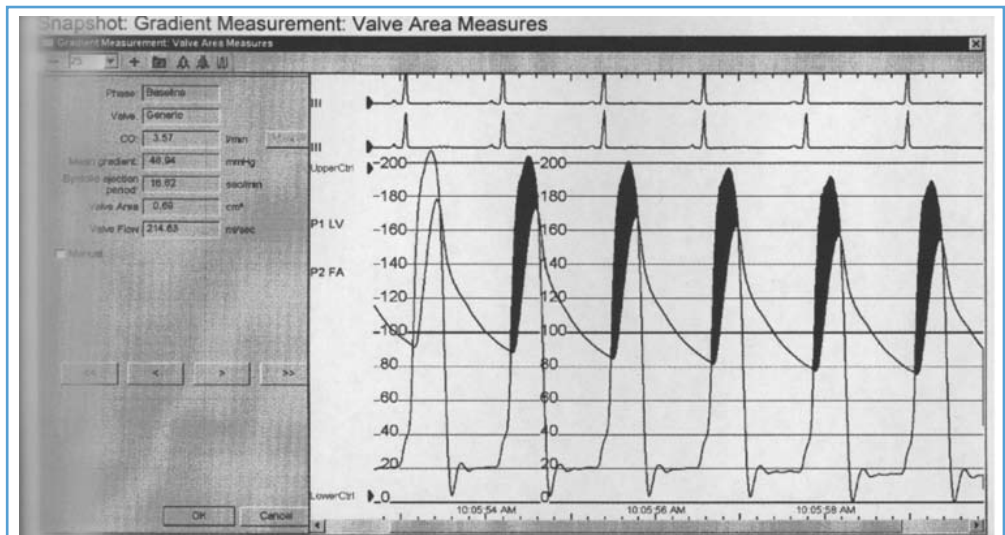 Snapshot: Gradient Measurement: Valve Area Measures
Gradient Measurement: Valve Area Measures
25
Phase: Baseline
Valve: Generic
CO: 3.57 l/min
Mean gradient: 48.94 mmHg
Systolic ejection period: 16.62 sec/min
Valve Area 0.69 cm²
Valve Flow 214.63 ml/sec
Manual
<< < > >>
OK Cancel
III
III
UpperCtrl
P1 LV
P2 FA
LowerCtrl
200 200
180 180
160 160
140 140
120 120
100 100
80 80
60 60
40 40
20 20
0 0
10:05:54 AM 10:05:56 AM 10:05:58 AM